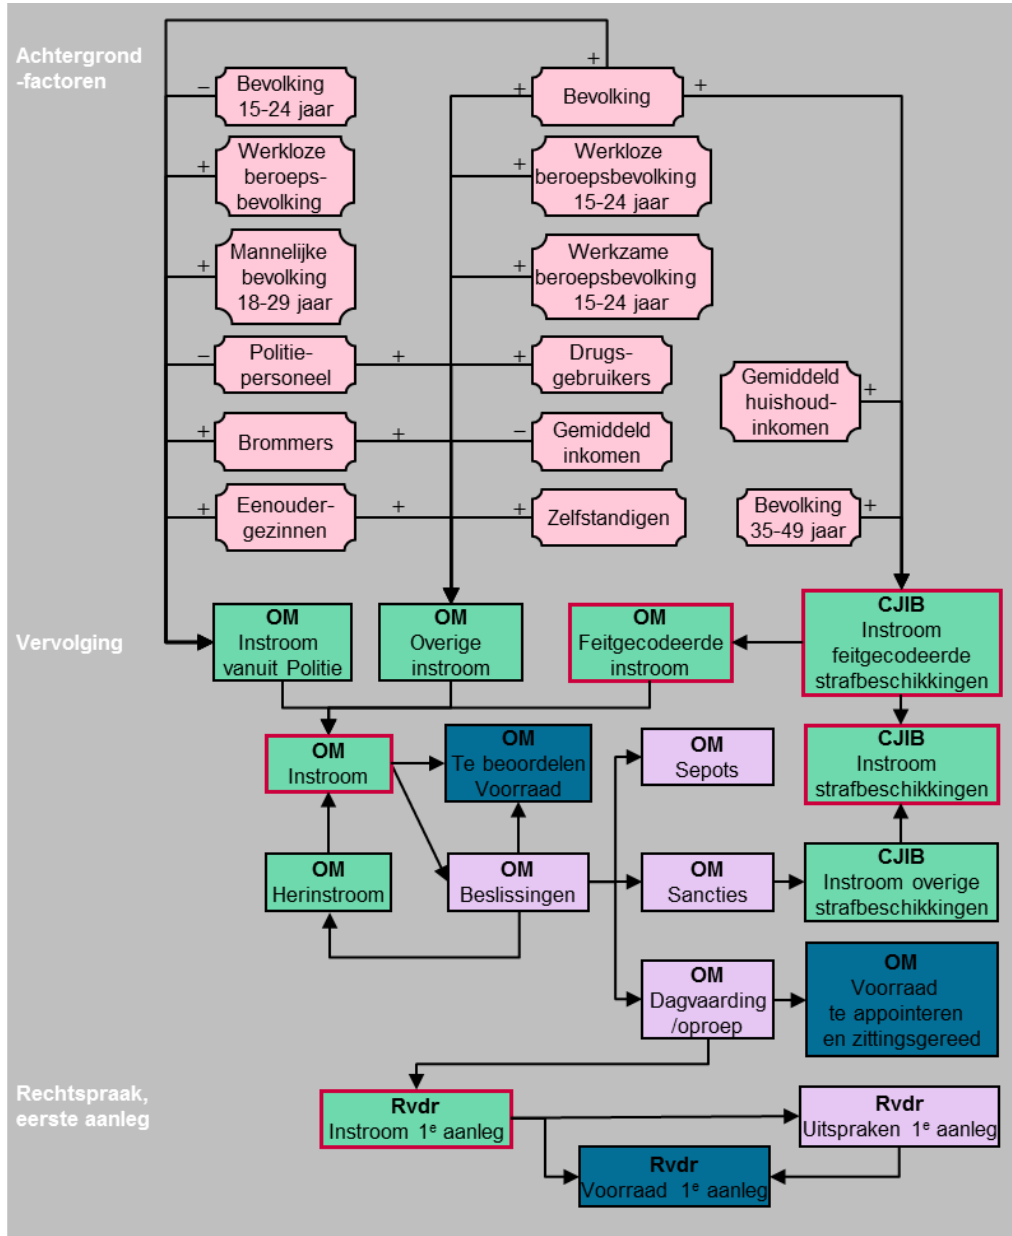 Achtergrond
-factoren
+
−
Bevolking
15-24 jaar
+
Bevolking
+
+
Werkloze
beroeps-
bevolking
+
Werkloze
beroepsbevolking
15-24 jaar
+
Mannelijke
bevolking
18-29 jaar
+
Werkzame
beroepsbevolking
15-24 jaar
−
Politie-
personeel
+
+
Drugs-
gebruikers
Gemiddeld
huishoud-
inkomen
+
+
Brommers
+
−
Gemiddeld
inkomen
+
Eenouder-
gezinnen
+
+
Zelfstandigen
Bevolking
35-49 jaar
+
Vervolging
OM
Instroom
vanuit Politie
OM
Overige
instroom
OM
Feitgecodeerde
instroom
CJIB
Instroom
feitgecodeerde
strafbeschikkingen
OM
Instroom
OM
Te beoordelen
Voorraad
OM
Sepots
CJIB
Instroom
strafbeschikkingen
OM
Herinstroom
OM
Beslissingen
OM
Sancties
CJIB
Instroom overige
strafbeschikkingen
OM
Dagvaarding
/oproep
OM
Voorraad
te appointeren
en zittingsgereed
Rechtspraak,
eerste aanleg
Rvdr
Instroom 1e aanleg
Rvdr
Uitspraken 1e aanleg
Rvdr
Voorraad 1e aanleg